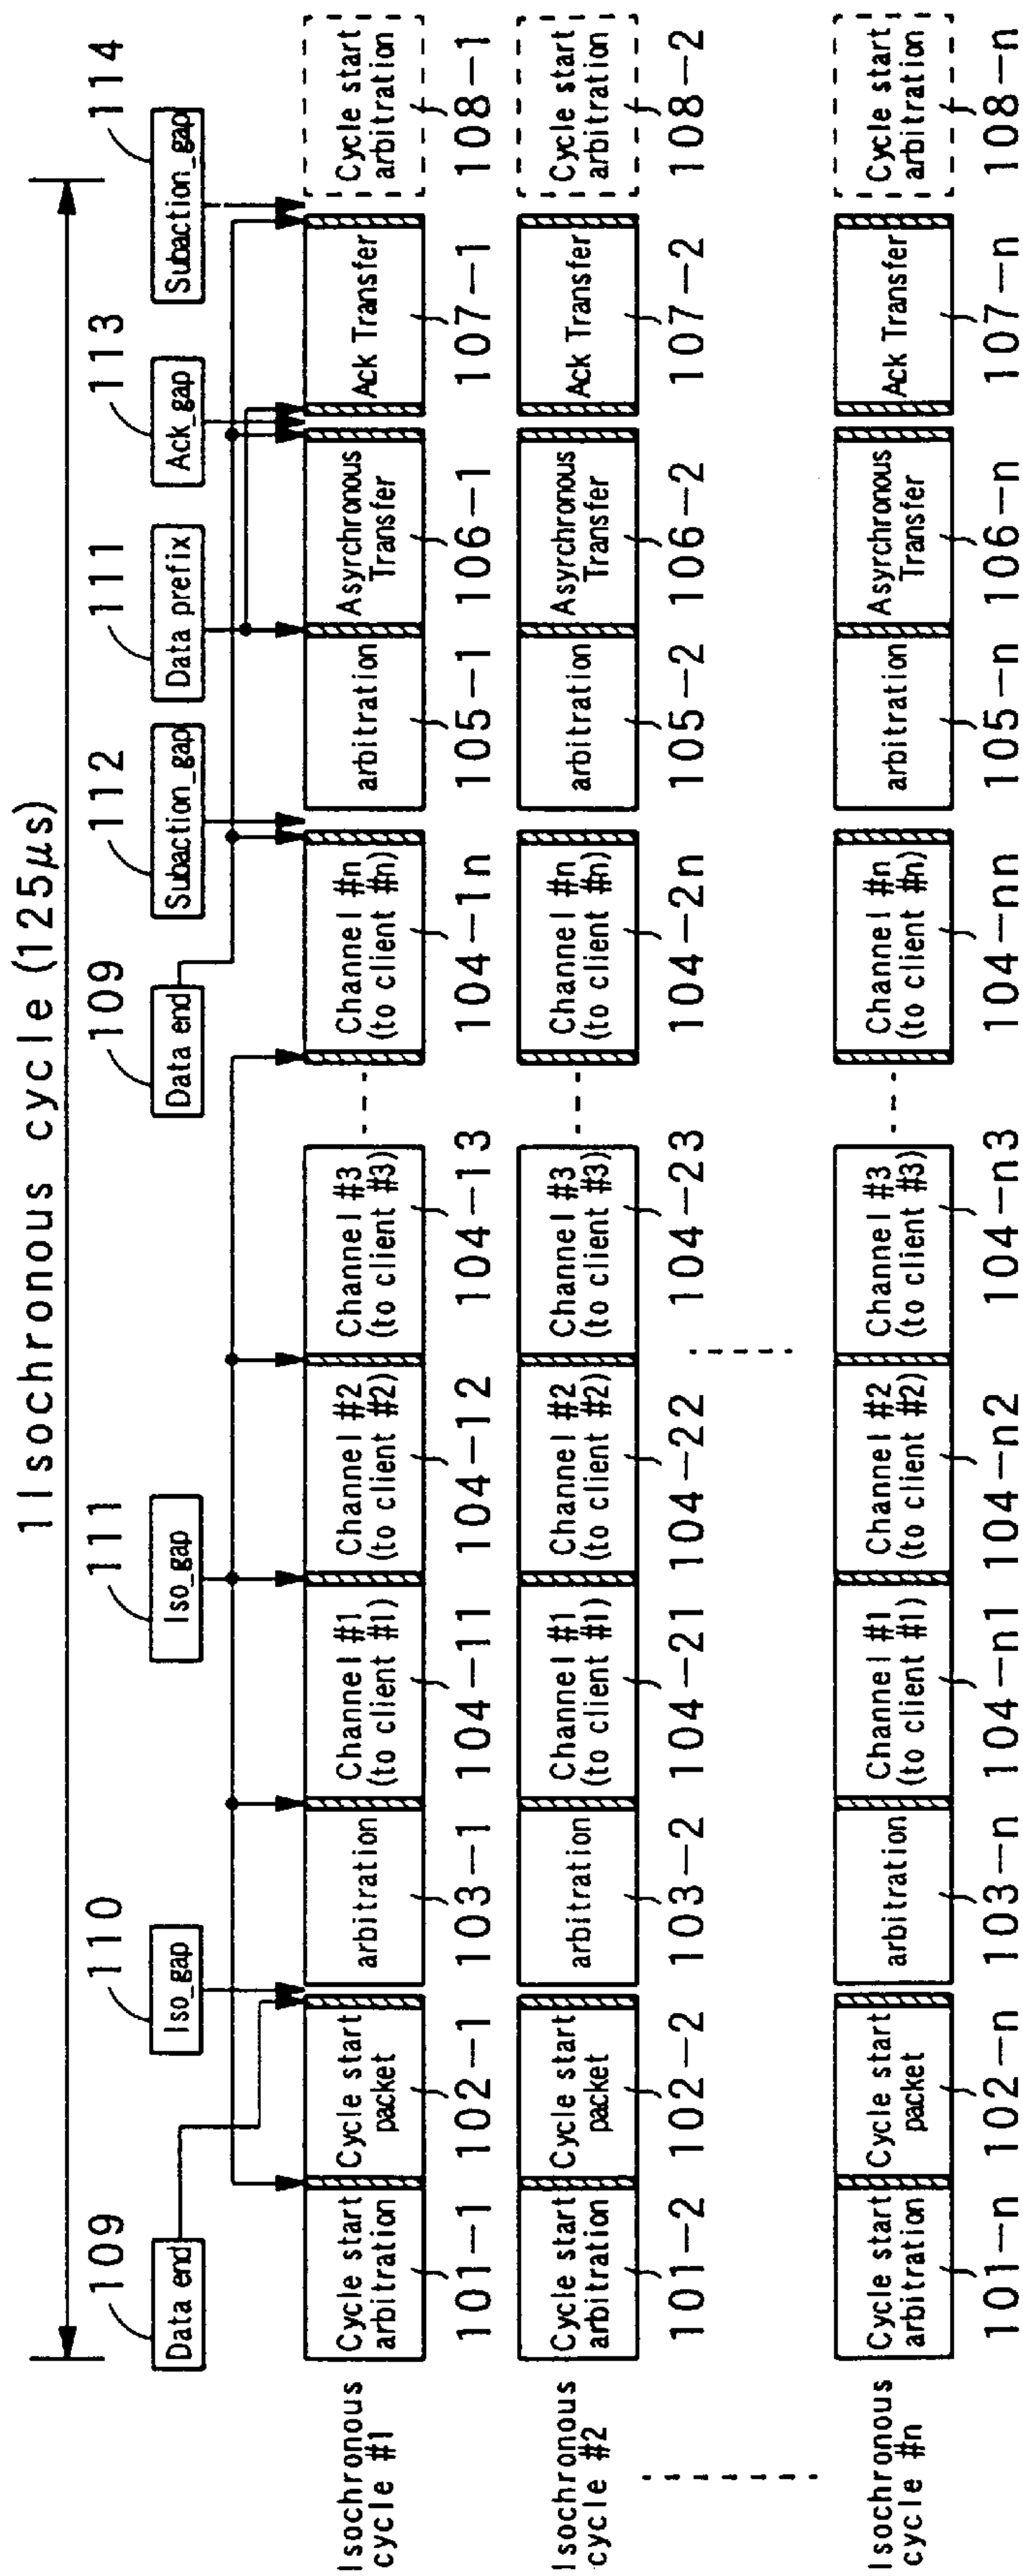 1 Isochronous cycle (125μs)
109
110
111
109
112
111
113
114
Data end
Iso_gap
Iso_gap
Data end
Subaction_gap
Data prefix
Ack_gap
Subaction_gap
Isochronous
cycle #1
Cycle start
arbitration
Cycle start
packet
arbitration
Channel #1
(to client #1)
Channel #2
(to client #2)
Channel #3
(to client #3)
Channel #n
(to client #n)
arbitration
Asyrchronous
Transfer
Ack Transfer
Cycle start
arbitration
101-1
102-1
103-1
104-11
104-12
104-13
104-1n
105-1
106-1
107-1
108-1
Isochronous
cycle #2
Cycle start
arbitration
Cycle start
packet
arbitration
Channel #1
(to client #1)
Channel #2
(to client #2)
Channel #3
(to client #3)
Channel #n
(to client #n)
arbitration
Asyrchronous
Transfer
Ack Transfer
Cycle start
arbitration
101-2
102-2
103-2
104-21
104-22
104-23
104-2n
105-2
106-2
107-2
108-2
Isochronous
cycle #n
Cycle start
arbitration
Cycle start
packet
arbitration
Channel #1
(to client #1)
Channel #2
(to client #2)
Channel #3
(to client #3)
Channel #n
(to client #n)
arbitration
Asyrchronous
Transfer
Ack Transfer
Cycle start
arbitration
101-n
102-n
103-n
104-n1
104-n2
104-n3
104-nn
105-n
106-n
107-n
108-n